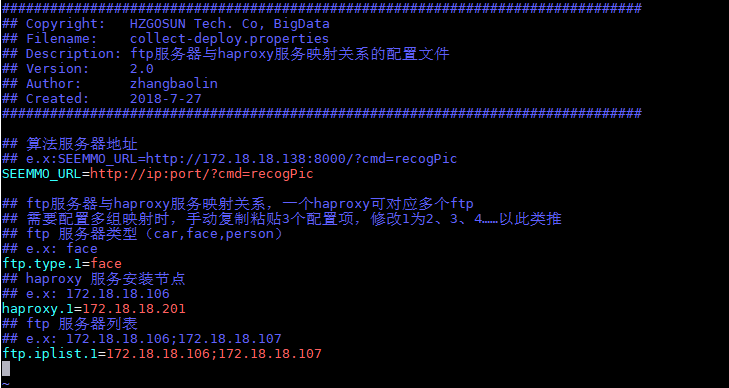 ################################################################################
## Copyright:   HZGOSUN Tech. Co, BigData
## Filename:    collect-deploy.properties
## Description: ftp服务器与haproxy服务映射关系的配置文件
## Version:     2.0
## Author:      zhangbaolin
## Created:     2018-7-27
################################################################################

## 算法服务器地址
## e.x:SEEMMO_URL=http://172.18.18.138:8000/?cmd=recogPic
SEEMMO_URL=http://ip:port/?cmd=recogPic

## ftp服务器与haproxy服务映射关系，一个haproxy可对应多个ftp
## 需要配置多组映射时，手动复制粘贴3个配置项，修改1为2、3、4……以此类推
## ftp 服务器类型（car,face,person）
## e.x: face
ftp.type.1=face
## haproxy 服务安装节点
## e.x: 172.18.18.106
haproxy.1=172.18.18.201
## ftp 服务器列表
## e.x: 172.18.18.106;172.18.18.107
ftp.iplist.1=172.18.18.106;172.18.18.107

~